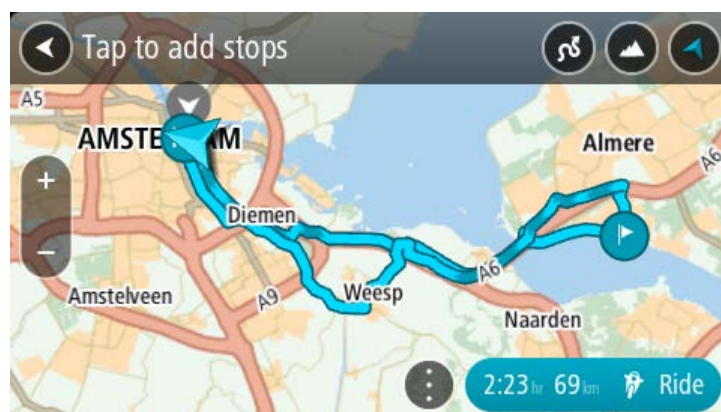 Tap to add stops
A5
AMSTE M
Almere
A6
+
Diemen
−
A6
Weesp
Amstelveen
A9
Naarden
2:23 hr 69 km Ride